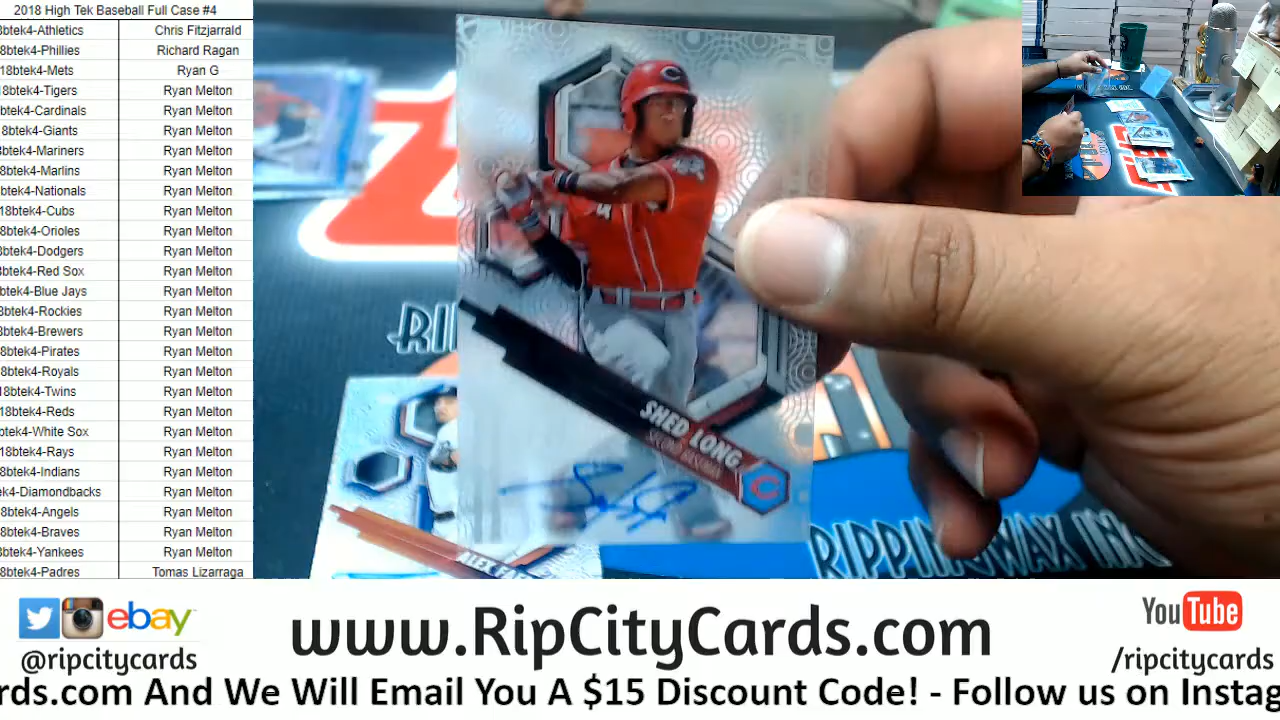 2018 High Tek Baseball Full Case #4
8btek4-Athletics Chris Fitzjarrald
8btek4-Phillies Richard Ragan
18btek4-Mets Ryan G
18btek4-Tigers Ryan Melton
btek4-Cardinals Ryan Melton
8btek4-Giants Ryan Melton
8btek4-Mariners Ryan Melton
8btek4-Marlins Ryan Melton
btek4-Nationals Ryan Melton
18btek4-Cubs Ryan Melton
8btek4-Orioles Ryan Melton
8btek4-Dodgers Ryan Melton
btek4-Red Sox Ryan Melton
btek4-Blue Jays Ryan Melton
8btek4-Rockies Ryan Melton
8btek4-Brewers Ryan Melton
8btek4-Pirates Ryan Melton
8btek4-Royals Ryan Melton
18btek4-Twins Ryan Melton
18btek4-Reds Ryan Melton
btek4-White Sox Ryan Melton
18btek4-Rays Ryan Melton
8btek4-Indians Ryan Melton
ek4-Diamondbacks Ryan Melton
8btek4-Angels Ryan Melton
8btek4-Braves Ryan Melton
8btek4-Yankees Ryan Melton
8btek4-Padres Tomas Lizarraga
SHED LONG
SECOND BASEMAN
RIPPINWAX INC
ebay
@ripcitycards
www.RipCityCards.com
YouTube
/ripcitycards
rds.com And We Will Email You A $15 Discount Code! - Follow us on Instag